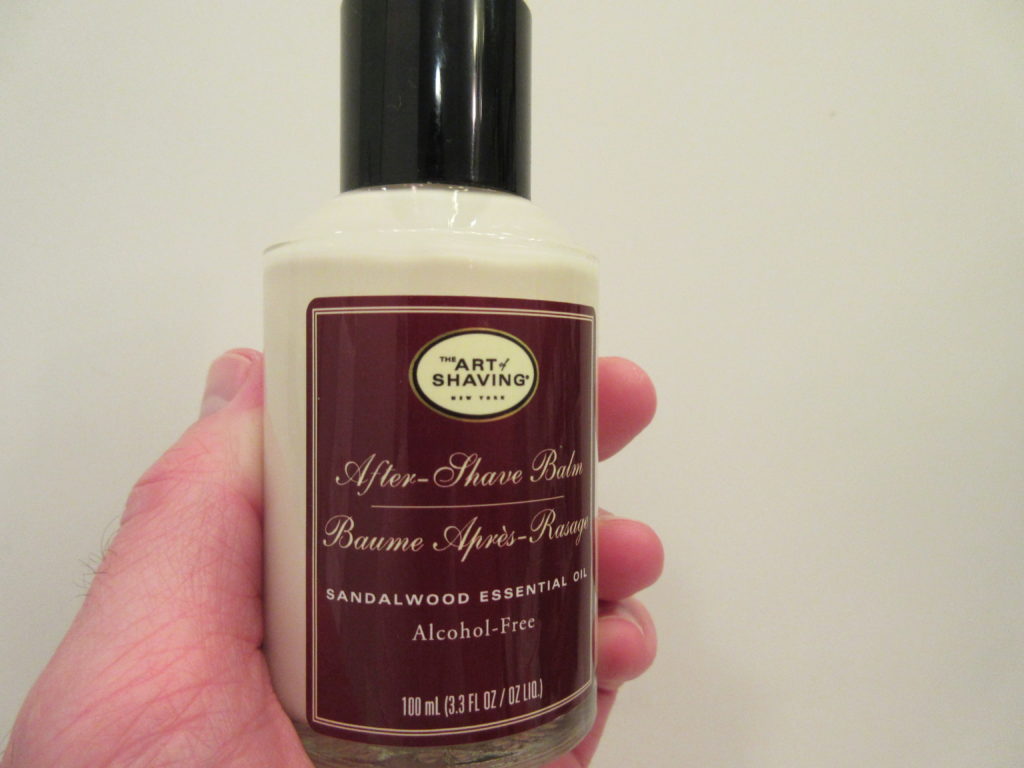 THE ART of
SHAVING
NEW YORK
After-Shave Balm
Baume Après-Rasage
SANDALWOOD ESSENTIAL OIL
Alcohol-Free
100 mL (3.3 FL OZ / OZ LIQ.)